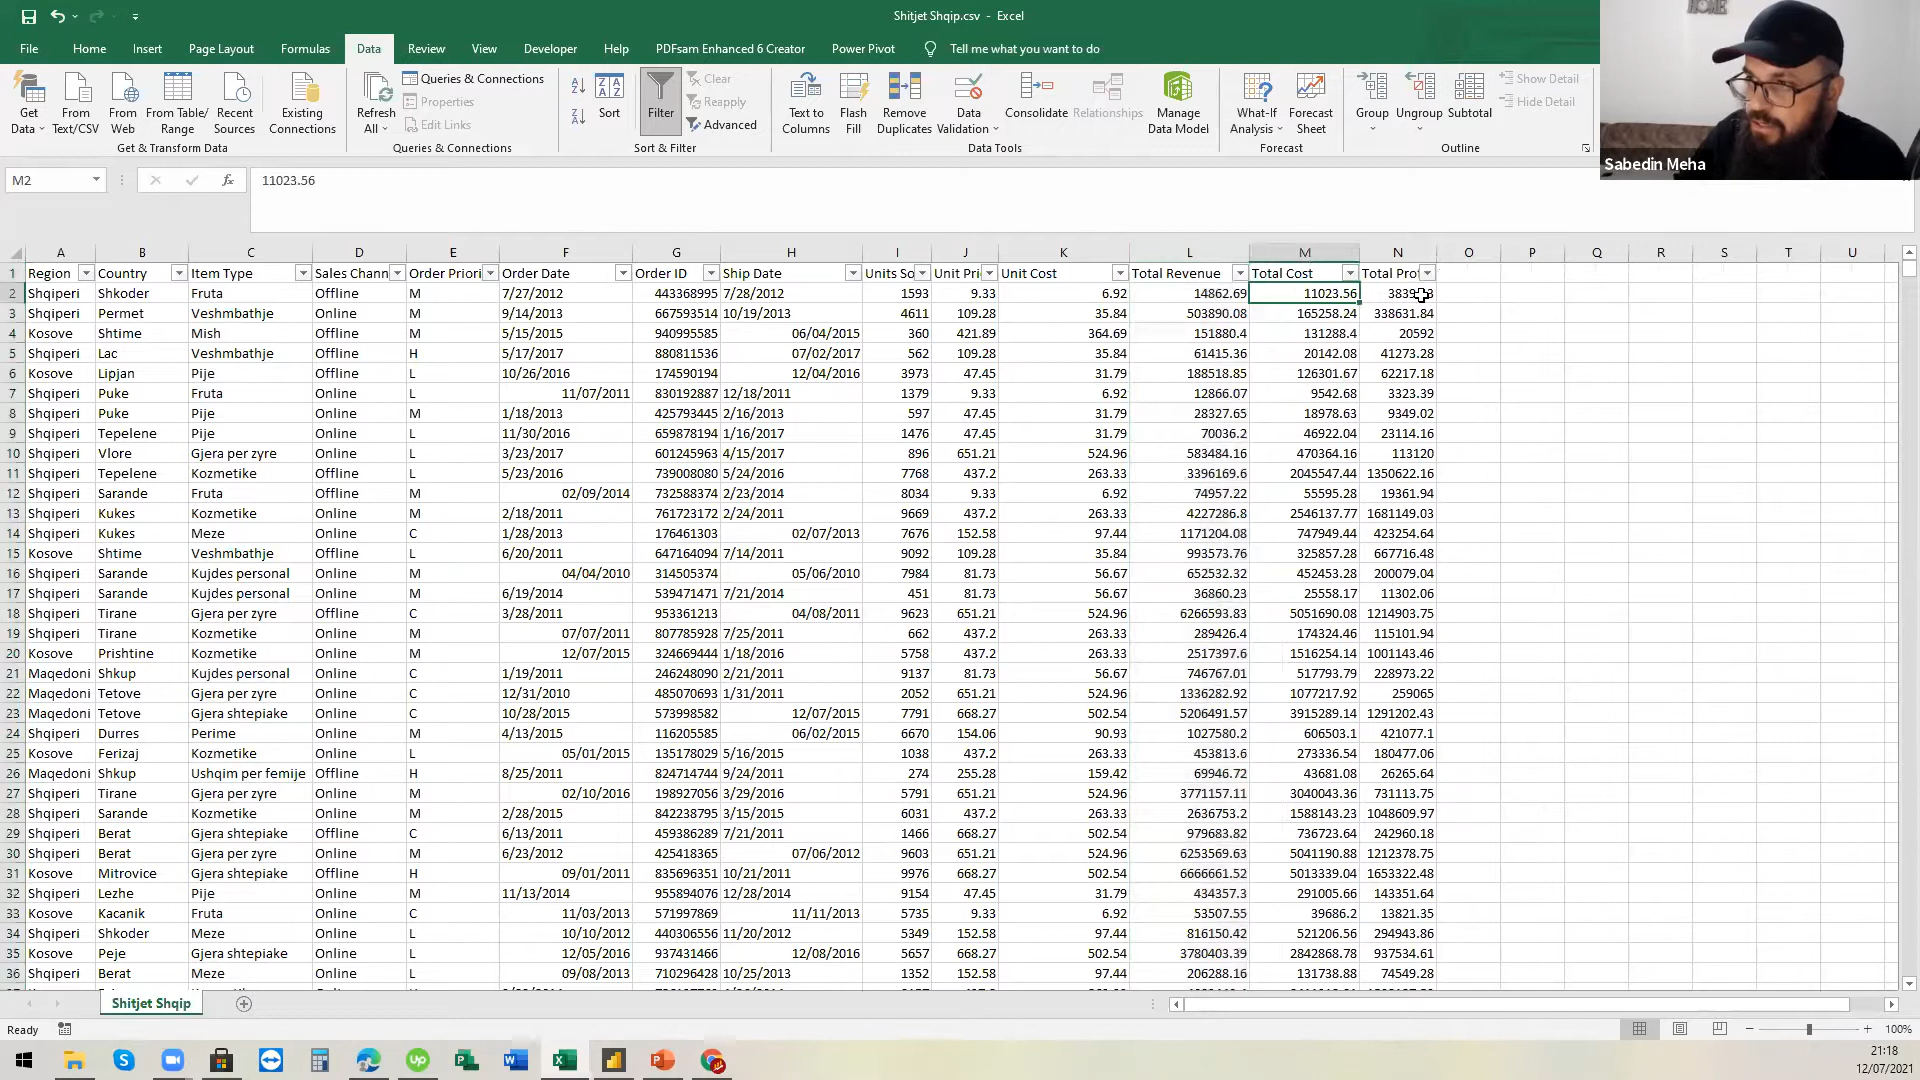 Shitjet Shqip.csv - Excel
File Home Insert Page Layout Formulas Data Review View Developer Help PDFsam Enhanced 6 Creator Power Pivot Tell me what you want to do
Get Data From Text/CSV From Web From Table/Range Recent Sources Existing Connections
Get & Transform Data
Refresh All Queries & Connections Properties Edit Links
Queries & Connections
Sort Filter Clear Reapply Advanced
Sort & Filter
Text to Columns Flash Fill Remove Duplicates Data Validation Consolidate Relationships Manage Data Model
Data Tools
What-If Analysis Forecast Sheet
Forecast
Group Ungroup Subtotal Show Detail Hide Detail
Outline
HOME
Sabedin Meha
M2 fx 11023.56
A B C D E F G H I J K L M N O P Q R S T U
1 Region Country Item Type Sales Chann Order Priori Order Date Order ID Ship Date Units So Unit Pri Unit Cost Total Revenue Total Cost Total Prof
2 Shqiperi Shkoder Fruta Offline M 7/27/2012 443368995 7/28/2012 1593 9.33 6.92 14862.69 11023.56
3 Shqiperi Permet Veshmbathje Online M 9/14/2013 667593514 10/19/2013 4611 109.28 35.84 503890.08 165258.24 338631.84
4 Kosove Shtime Mish Offline M 5/15/2015 940995585 06/04/2015 360 421.89 364.69 151880.4 131288.4 20592
5 Shqiperi Lac Veshmbathje Offline H 5/17/2017 880811536 07/02/2017 562 109.28 35.84 61415.36 20142.08 41273.28
6 Kosove Lipjan Pije Offline L 10/26/2016 174590194 12/04/2016 3973 47.45 31.79 188518.85 126301.67 62217.18
7 Shqiperi Puke Fruta Online L 11/07/2011 830192887 12/18/2011 1379 9.33 6.92 12866.07 9542.68 3323.39
8 Shqiperi Puke Pije Online M 1/18/2013 425793445 2/16/2013 597 47.45 31.79 28327.65 18978.63 9349.02
9 Shqiperi Tepelene Pije Online L 11/30/2016 659878194 1/16/2017 1476 47.45 31.79 70036.2 46922.04 23114.16
10 Shqiperi Vlore Gjera per zyre Online L 3/23/2017 601245963 4/15/2017 896 651.21 524.96 583484.16 470364.16 113120
11 Shqiperi Tepelene Kozmetike Offline L 5/23/2016 739008080 5/24/2016 7768 437.2 263.33 3396169.6 2045547.44 1350622.16
12 Shqiperi Sarande Fruta Offline M 02/09/2014 732588374 2/23/2014 8034 9.33 6.92 74957.22 55595.28 19361.94
13 Shqiperi Kukes Kozmetike Online M 2/18/2011 761723172 2/24/2011 9669 437.2 263.33 4227286.8 2546137.77 1681149.03
14 Shqiperi Kukes Meze Online C 1/28/2013 176461303 02/07/2013 7676 152.58 97.44 1171204.08 747949.44 423254.64
15 Kosove Shtime Veshmbathje Offline L 6/20/2011 647164094 7/14/2011 9092 109.28 35.84 993573.76 325857.28 667716.48
16 Shqiperi Sarande Kujdes personal Online M 04/04/2010 314505374 05/06/2010 7984 81.73 56.67 652532.32 452453.28 200079.04
17 Shqiperi Sarande Kujdes personal Online M 6/19/2014 539471471 7/21/2014 451 81.73 56.67 36860.23 25558.17 11302.06
18 Shqiperi Tirane Gjera per zyre Offline C 3/28/2011 953361213 04/08/2011 9623 651.21 524.96 6266593.83 5051690.08 1214903.75
19 Shqiperi Tirane Kozmetike Online M 07/07/2011 807785928 7/25/2011 662 437.2 263.33 289426.4 174324.46 115101.94
20 Kosove Prishtine Kozmetike Online M 12/07/2015 324669444 1/18/2016 5758 437.2 263.33 2517397.6 1516254.14 1001143.46
21 Maqedoni Shkup Kujdes personal Online C 1/19/2011 246248090 2/21/2011 9137 81.73 56.67 746767.01 517793.79 228973.22
22 Maqedoni Tetove Gjera per zyre Online C 12/31/2010 485070693 1/31/2011 2052 651.21 524.96 1336282.92 1077217.92 259065
23 Maqedoni Tetove Gjera shtepiake Online C 10/28/2015 573998582 12/07/2015 7791 668.27 502.54 5206491.57 3915289.14 1291202.43
24 Shqiperi Durres Perime Online M 4/13/2015 116205585 06/02/2015 6670 154.06 90.93 1027580.2 606503.1 421077.1
25 Kosove Ferizaj Kozmetike Online L 05/01/2015 135178029 5/16/2015 1038 437.2 263.33 453813.6 273336.54 180477.06
26 Maqedoni Shkup Ushqim per femije Offline H 8/25/2011 824714744 9/24/2011 274 255.28 159.42 69946.72 43681.08 26265.64
27 Shqiperi Tirane Gjera per zyre Online M 02/10/2016 198927056 3/29/2016 5791 651.21 524.96 3771157.11 3040043.36 731113.75
28 Shqiperi Sarande Kozmetike Online M 2/28/2015 842238795 3/15/2015 6031 437.2 263.33 2636753.2 1588143.23 1048609.97
29 Shqiperi Berat Gjera shtepiake Offline C 6/13/2011 459386289 7/21/2011 1466 668.27 502.54 979683.82 736723.64 242960.18
30 Shqiperi Berat Gjera per zyre Online M 6/23/2012 425418365 07/06/2012 9603 651.21 524.96 6253569.63 5041190.88 1212378.75
31 Kosove Mitrovice Gjera shtepiake Offline H 09/01/2011 835696351 10/21/2011 9976 668.27 502.54 6666661.52 5013339.04 1653322.48
32 Shqiperi Lezhe Pije Online M 11/13/2014 955894076 12/28/2014 9154 47.45 31.79 434357.3 291005.66 143351.64
33 Kosove Kacanik Fruta Online C 11/03/2013 571997869 11/11/2013 5735 9.33 6.92 53507.55 39686.2 13821.35
34 Shqiperi Shkoder Meze Online L 10/10/2012 440306556 11/20/2012 5349 152.58 97.44 816150.42 521206.56 294943.86
35 Kosove Peje Gjera shtepiake Online L 12/05/2016 937431466 12/08/2016 5657 668.27 502.54 3780403.39 2842868.78 937534.61
36 Shqiperi Berat Meze Online L 09/08/2013 710296428 10/25/2013 1352 152.58 97.44 206288.16 131738.88 74549.28
Shitjet Shqip
Ready 100%
21:18
12/07/2021